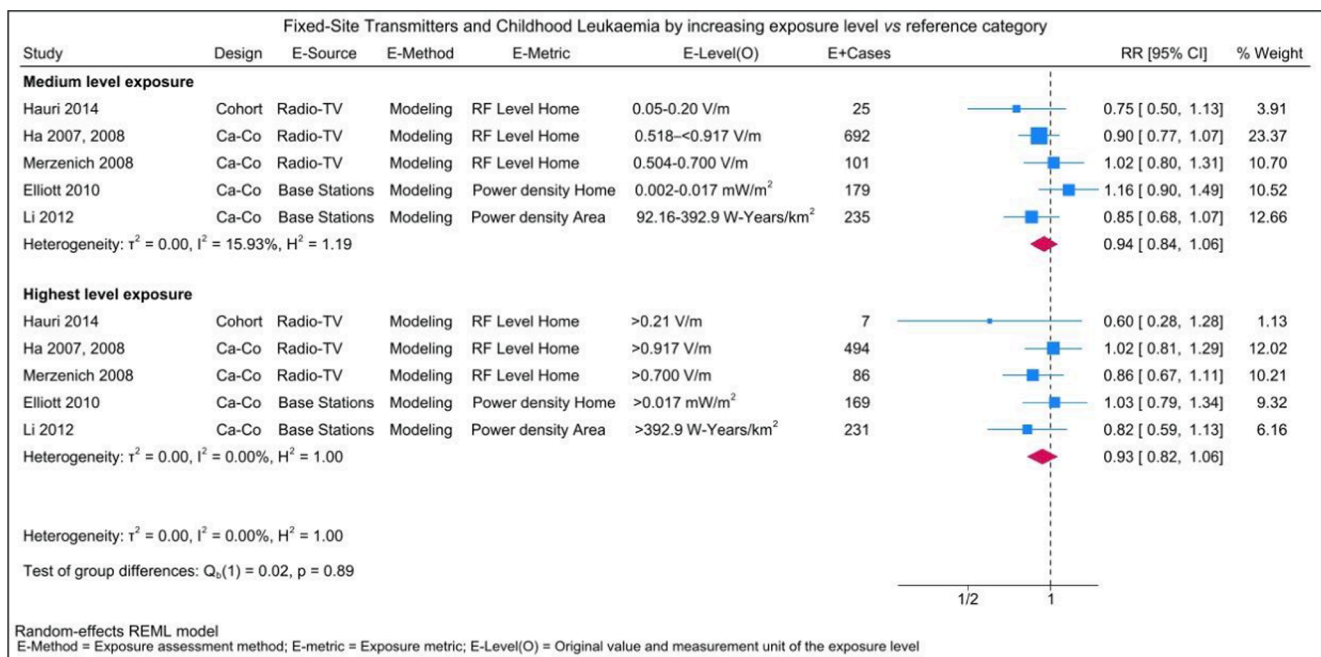 Fixed-Site Transmitters and Childhood Leukaemia by increasing exposure level vs reference category
Study Design E-Source E-Method E-Metric E-Level(O) E+Cases RR [95% CI] % Weight
Medium level exposure
Hauri 2014 Cohort Radio-TV Modeling RF Level Home 0.05-0.20 V/m 25 0.75 [ 0.50, 1.13] 3.91
Ha 2007, 2008 Ca-Co Radio-TV Modeling RF Level Home 0.518–<0.917 V/m 692 0.90 [ 0.77, 1.07] 23.37
Merzenich 2008 Ca-Co Radio-TV Modeling RF Level Home 0.504-0.700 V/m 101 1.02 [ 0.80, 1.31] 10.70
Elliott 2010 Ca-Co Base Stations Modeling Power density Home 0.002-0.017 mW/m² 179 1.16 [ 0.90, 1.49] 10.52
Li 2012 Ca-Co Base Stations Modeling Power density Area 92.16-392.9 W-Years/km² 235 0.85 [ 0.68, 1.07] 12.66
Heterogeneity: τ² = 0.00, I² = 15.93%, H² = 1.19 0.94 [ 0.84, 1.06]
Highest level exposure
Hauri 2014 Cohort Radio-TV Modeling RF Level Home >0.21 V/m 7 0.60 [ 0.28, 1.28] 1.13
Ha 2007, 2008 Ca-Co Radio-TV Modeling RF Level Home >0.917 V/m 494 1.02 [ 0.81, 1.29] 12.02
Merzenich 2008 Ca-Co Radio-TV Modeling RF Level Home >0.700 V/m 86 0.86 [ 0.67, 1.11] 10.21
Elliott 2010 Ca-Co Base Stations Modeling Power density Home >0.017 mW/m² 169 1.03 [ 0.79, 1.34] 9.32
Li 2012 Ca-Co Base Stations Modeling Power density Area >392.9 W-Years/km² 231 0.82 [ 0.59, 1.13] 6.16
Heterogeneity: τ² = 0.00, I² = 0.00%, H² = 1.00 0.93 [ 0.82, 1.06]
Heterogeneity: τ² = 0.00, I² = 0.00%, H² = 1.00
Test of group differences: Q_b(1) = 0.02, p = 0.89
1/2 1
Random-effects REML model
E-Method = Exposure assessment method; E-metric = Exposure metric; E-Level(O) = Original value and measurement unit of the exposure level